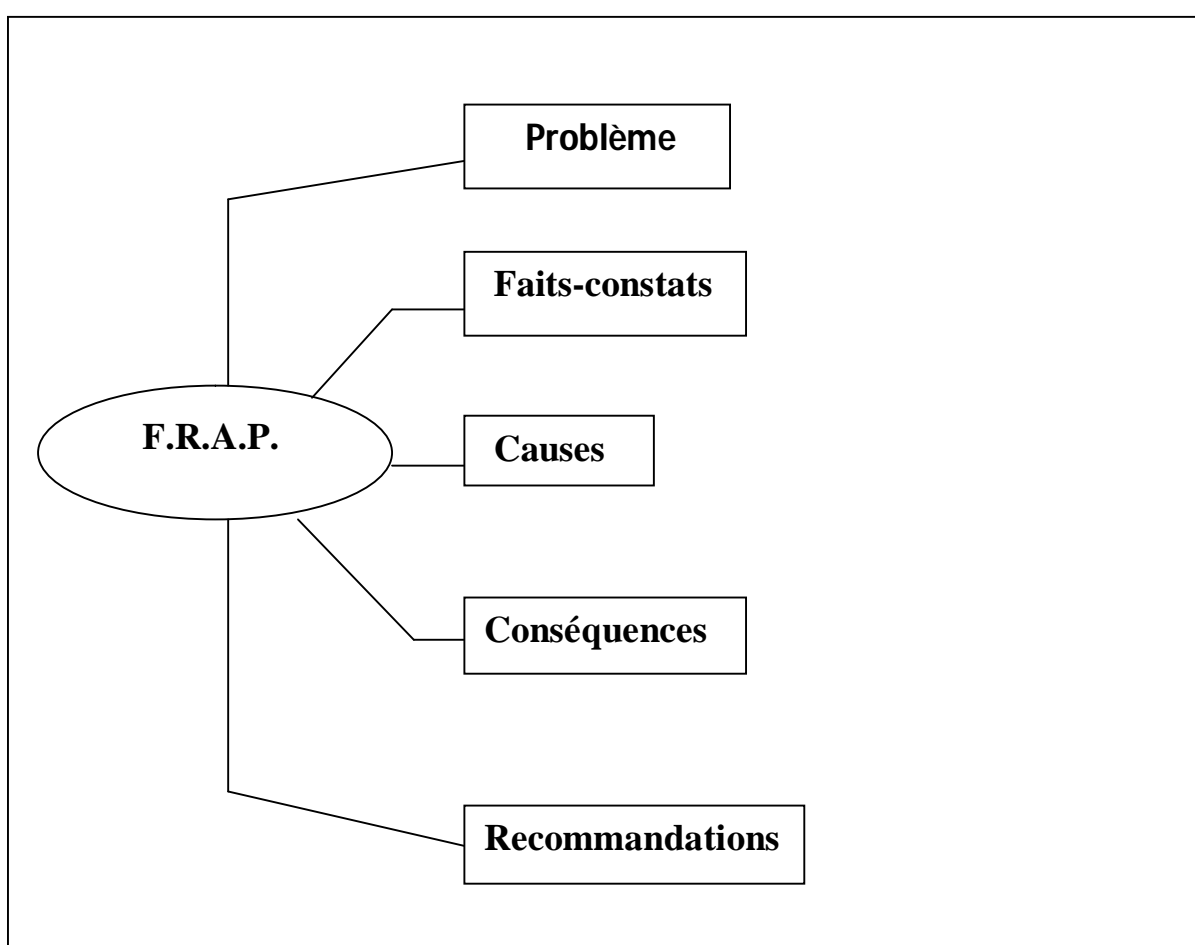 Problème
Faits-constats
F.R.A.P.
Causes
Conséquences
Recommandations